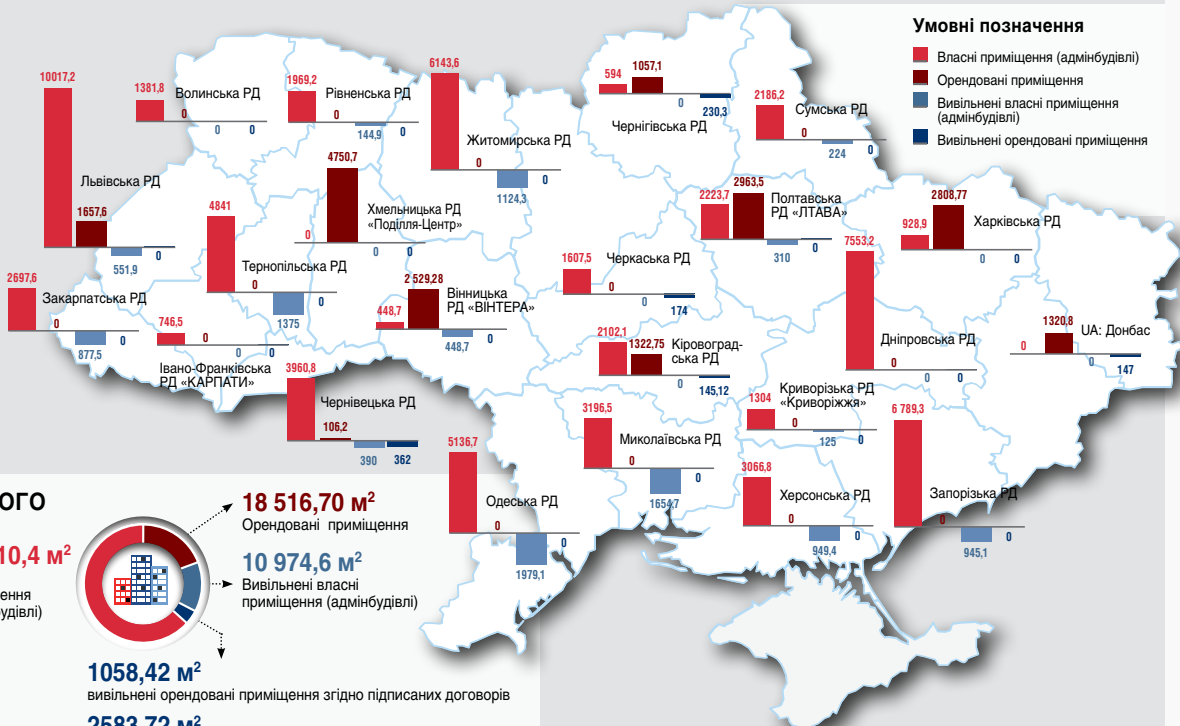 Умовні позначення
Власні приміщення (адмінбудівлі)
Орендовані приміщення
Вивільнені власні приміщення
(адмінбудівлі)
Вивільнені орендовані приміщення
10017,2
1657,6
551,9
0
Львівська РД
1381,8
0
0
0
Волинська РД
1969,2
0
144,9
0
Рівненська РД
6143,6
0
1124,3
0
Житомирська РД
594
1057,1
0
230,3
Чернігівська РД
2186,2
0
224
0
Сумська РД
4841
0
1375
0
Тернопільська РД
0
4750,7
0
0
Хмельницька РД
«Поділля-Центр»
2223,7
2963,5
310
0
Полтавська
РД «ЛТАВА»
928,9
2808,77
0
0
Харківська РД
2697,6
0
877,5
0
Закарпатська РД
746,5
0
0
0
Івано-Франківська
РД «КАРПАТИ»
448,7
2 529,28
448,7
0
Вінницька
РД «ВІНТЕРА»
1607,5
0
0
174
Черкаська РД
7553,2
0
0
0
Дніпровська РД
0
1320,8
0
147
UA: Донбас
2102,1
1322,75
0
145,12
Кіровоград-
ська РД
3960,8
106,2
390
362
Чернівецька РД
1304
0
125
0
Криворізька РД
«Криворіжжя»
3196,5
0
1654,7
0
Миколаївська РД
5136,7
0
1979,1
0
Одеська РД
3066,8
0
949,4
0
Херсонська РД
6 789,3
0
945,1
0
Запорізька РД
ОГО
10,4 м²
18 516,70 м²
Орендовані приміщення
10 974,6 м²
Вивільнені власні
приміщення (адмінбудівлі)
1058,42 м²
вивільнені орендовані приміщення згідно підписаних договорів
2583,72 м²